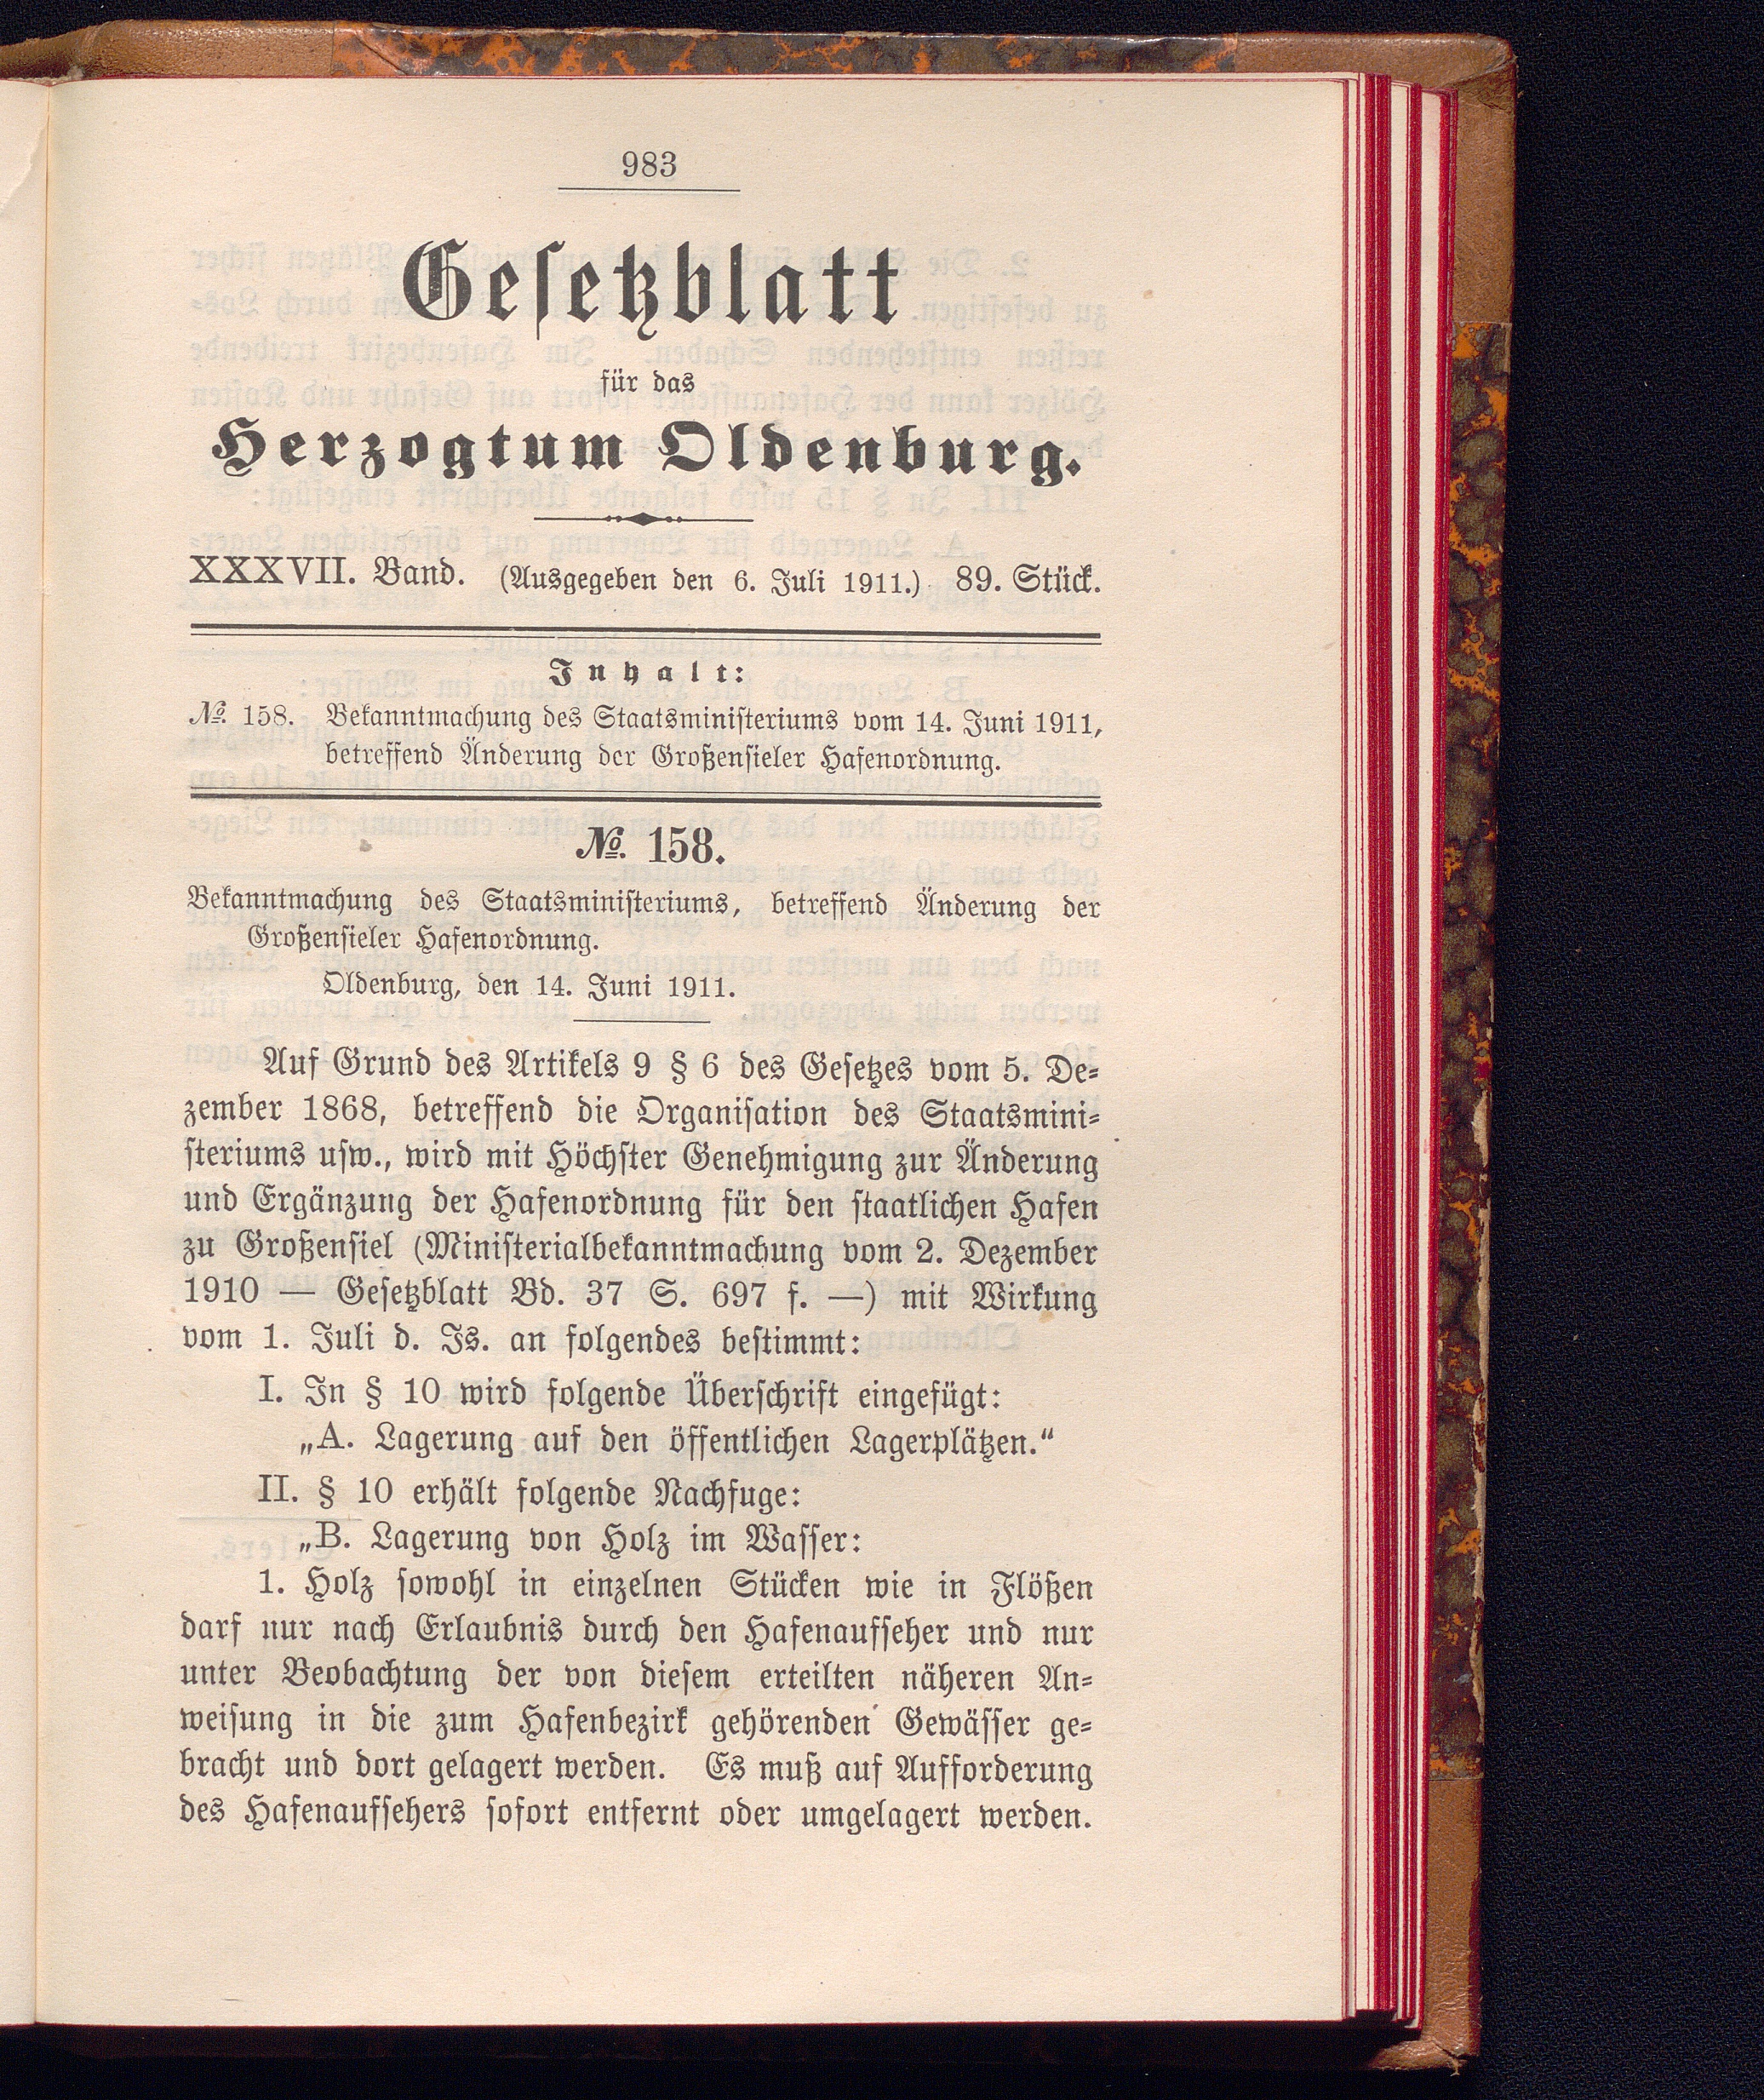 983
Gesetzblatt
für das
Herzogtum Oldenburg.
XXXVII. Band. (Ausgegeben den 6. Juli 1911.) 89. Stück.
Inhalt:
№. 158. Bekanntmachung des Staatsministeriums vom 14. Juni 1911,
betreffend Änderung der Großensieler Hafenordnung.
№. 158.
Bekanntmachung des Staatsministeriums, betreffend Änderung der
Großensieler Hafenordnung.
Oldenburg, den 14. Juni 1911.
Auf Grund des Artikels 9 § 6 des Gesetzes vom 5. De-
zember 1868, betreffend die Organisation des Staatsmini-
steriums usw., wird mit Höchster Genehmigung zur Änderung
und Ergänzung der Hafenordnung für den staatlichen Hafen
zu Großensiel (Ministerialbekanntmachung vom 2. Dezember
1910 — Gesetzblatt Bd. 37 S. 697 f. —) mit Wirkung
vom 1. Juli d. Js. an folgendes bestimmt:
I. In § 10 wird folgende Überschrift eingefügt:
„A. Lagerung auf den öffentlichen Lagerplätzen.“
II. § 10 erhält folgende Nachfuge:
„B. Lagerung von Holz im Wasser:
1. Holz sowohl in einzelnen Stücken wie in Flößen
darf nur nach Erlaubnis durch den Hafenaufseher und nur
unter Beobachtung der von diesem erteilten näheren An-
weisung in die zum Hafenbezirk gehörenden Gewässer ge-
bracht und dort gelagert werden. Es muß auf Aufforderung
des Hafenaufsehers sofort entfernt oder umgelagert werden.